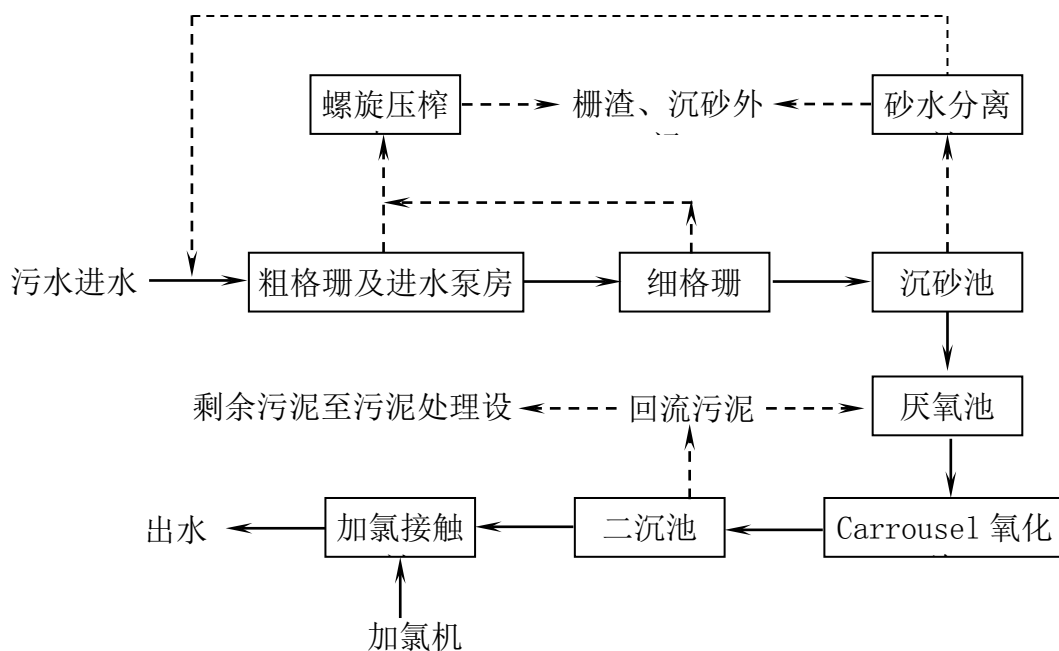 螺旋压榨
栅渣、沉砂外
砂水分离
污水进水
粗格珊及进水泵房
细格珊
沉砂池
剩余污泥至污泥处理设
回流污泥
厌氧池
出水
加氯接触
二沉池
Carrousel 氧化
加氯机